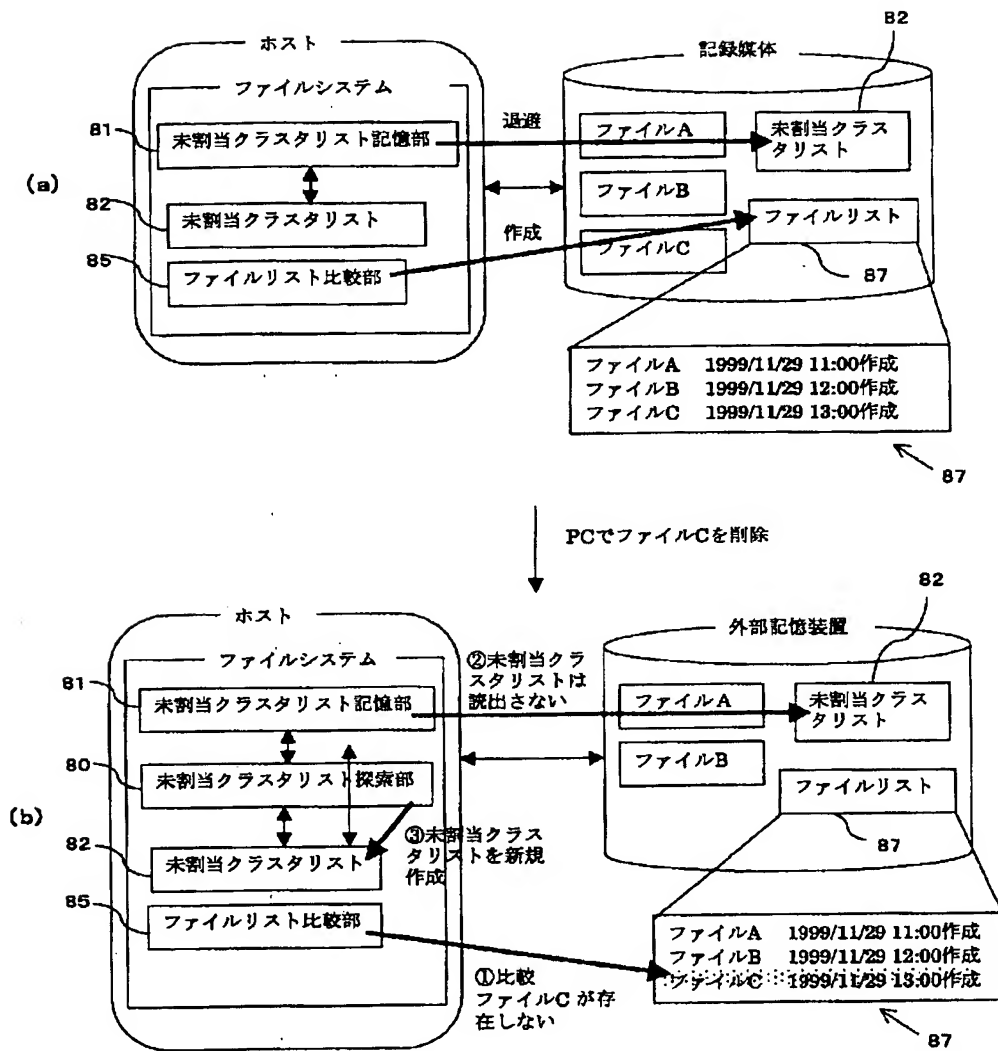 (a)
ホスト
ファイルシステム
81
未割当クラスタリスト記憶部
82
未割当クラスタリスト
85
ファイルリスト比較部
退避
作成
82
記録媒体
ファイルA
ファイルB
ファイルC
未割当クラス
タリスト
ファイルリスト
87
ファイルA 1999/11/29 11:00作成
ファイルB 1999/11/29 12:00作成
ファイルC 1999/11/29 13:00作成
87
PCでファイルCを削除
(b)
ホスト
ファイルシステム
81
未割当クラスタリスト記憶部
80
未割当クラスタリスト探索部
82
未割当クラスタリスト
85
ファイルリスト比較部
②未割当クラ
スタリストは
読出さない
③未割当クラス
タリストを新規
作成
①比較
ファイルCが存
在しない
82
外部記憶装置
ファイルA
ファイルB
未割当クラス
タリスト
ファイルリスト
87
ファイルA 1999/11/29 11:00作成
ファイルB 1999/11/29 12:00作成
ファイルC 1999/11/29 13:00作成
87